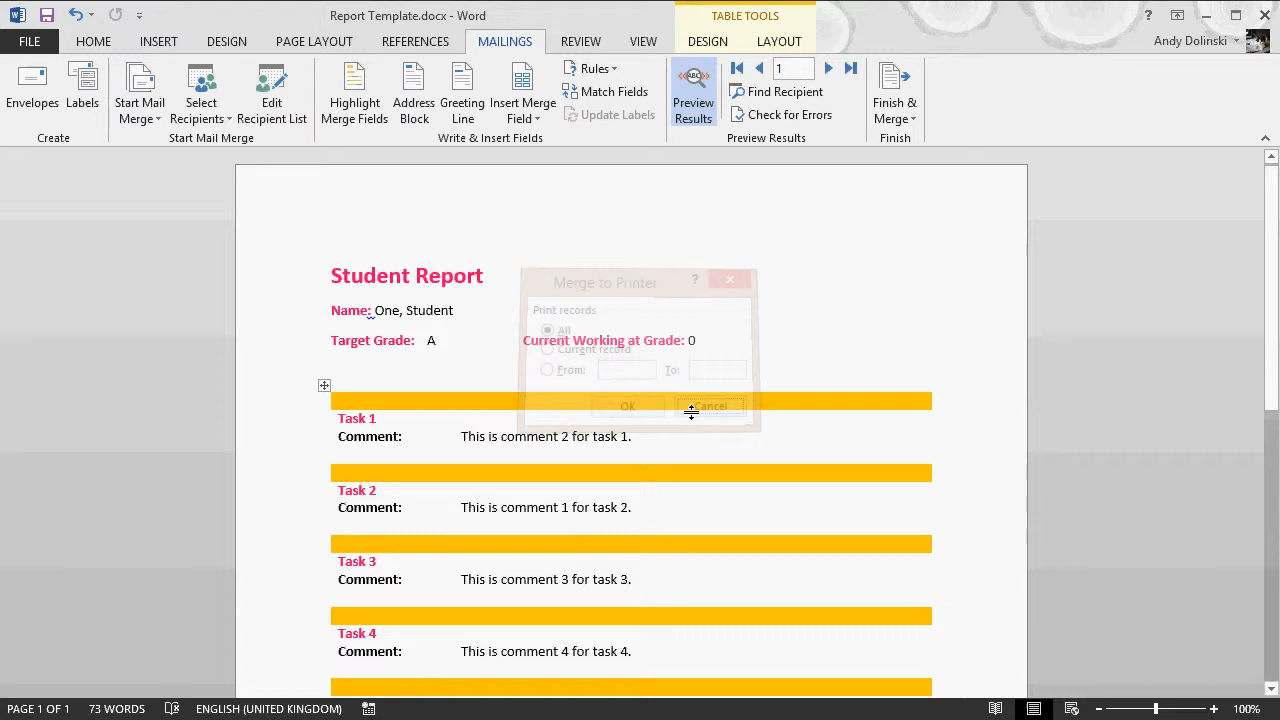 Report Template.docx - Word
TABLE TOOLS
FILE HOME INSERT DESIGN PAGE LAYOUT REFERENCES MAILINGS REVIEW VIEW DESIGN LAYOUT Andy Dolinski
Envelopes
Labels
Create
Start Mail Merge
Select Recipients
Edit Recipient List
Start Mail Merge
Highlight Merge Fields
Address Block
Greeting Line
Insert Merge Field
Rules
Match Fields
Update Labels
Write & Insert Fields
ABC
Preview Results
1
Find Recipient
Check for Errors
Preview Results
Finish & Merge
Finish
Student Report
Name: One, Student
Target Grade: A Current Working at Grade: 0
Merge to Printer
Print records
All
Current record
From: To:
OK Cancel
Task 1
Comment: This is comment 2 for task 1.
Task 2
Comment: This is comment 1 for task 2.
Task 3
Comment: This is comment 3 for task 3.
Task 4
Comment: This is comment 4 for task 4.
PAGE 1 OF 1 73 WORDS ENGLISH (UNITED KINGDOM) 100%